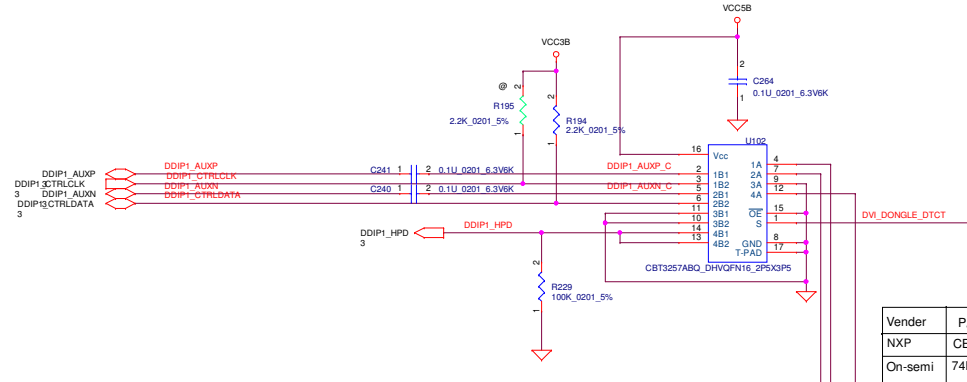 VCC5B
VCC3B
2
C264
0.1U_0201_6.3V6K
1
@
2
R195
2.2K_0201_5%
1
2
R194
2.2K_0201_5%
1
U102
16
Vcc
2
1B1
3
1B2
5
2B1
6
2B2
11
3B1
10
3B2
14
4B1
13
4B2
1A
4
2A
7
3A
9
4A
12
OE
15
S
1
GND
8
T-PAD
17
CBT3257ABQ_DHVQFN16_2P5X3P5
DDIP1_AUXP
DDIP1_AUXP
C241
1
2
0.1U_0201_6.3V6K
DDIP1_AUXP_C
DDIP1_CTRLCLK
3
DDIP1_CTRLCLK
3
DDIP1_AUXN
DDIP1_AUXN
C240
1
2
0.1U_0201_6.3V6K
DDIP1_AUXN_C
DDIP1_CTRLDATA
3
DDIP1_CTRLDATA
3
DDIP1_HPD
3
DDIP1_HPD
2
R229
100K_0201_5%
1
DVI_DONGLE_DTCT
Vender
NXP
On-semi